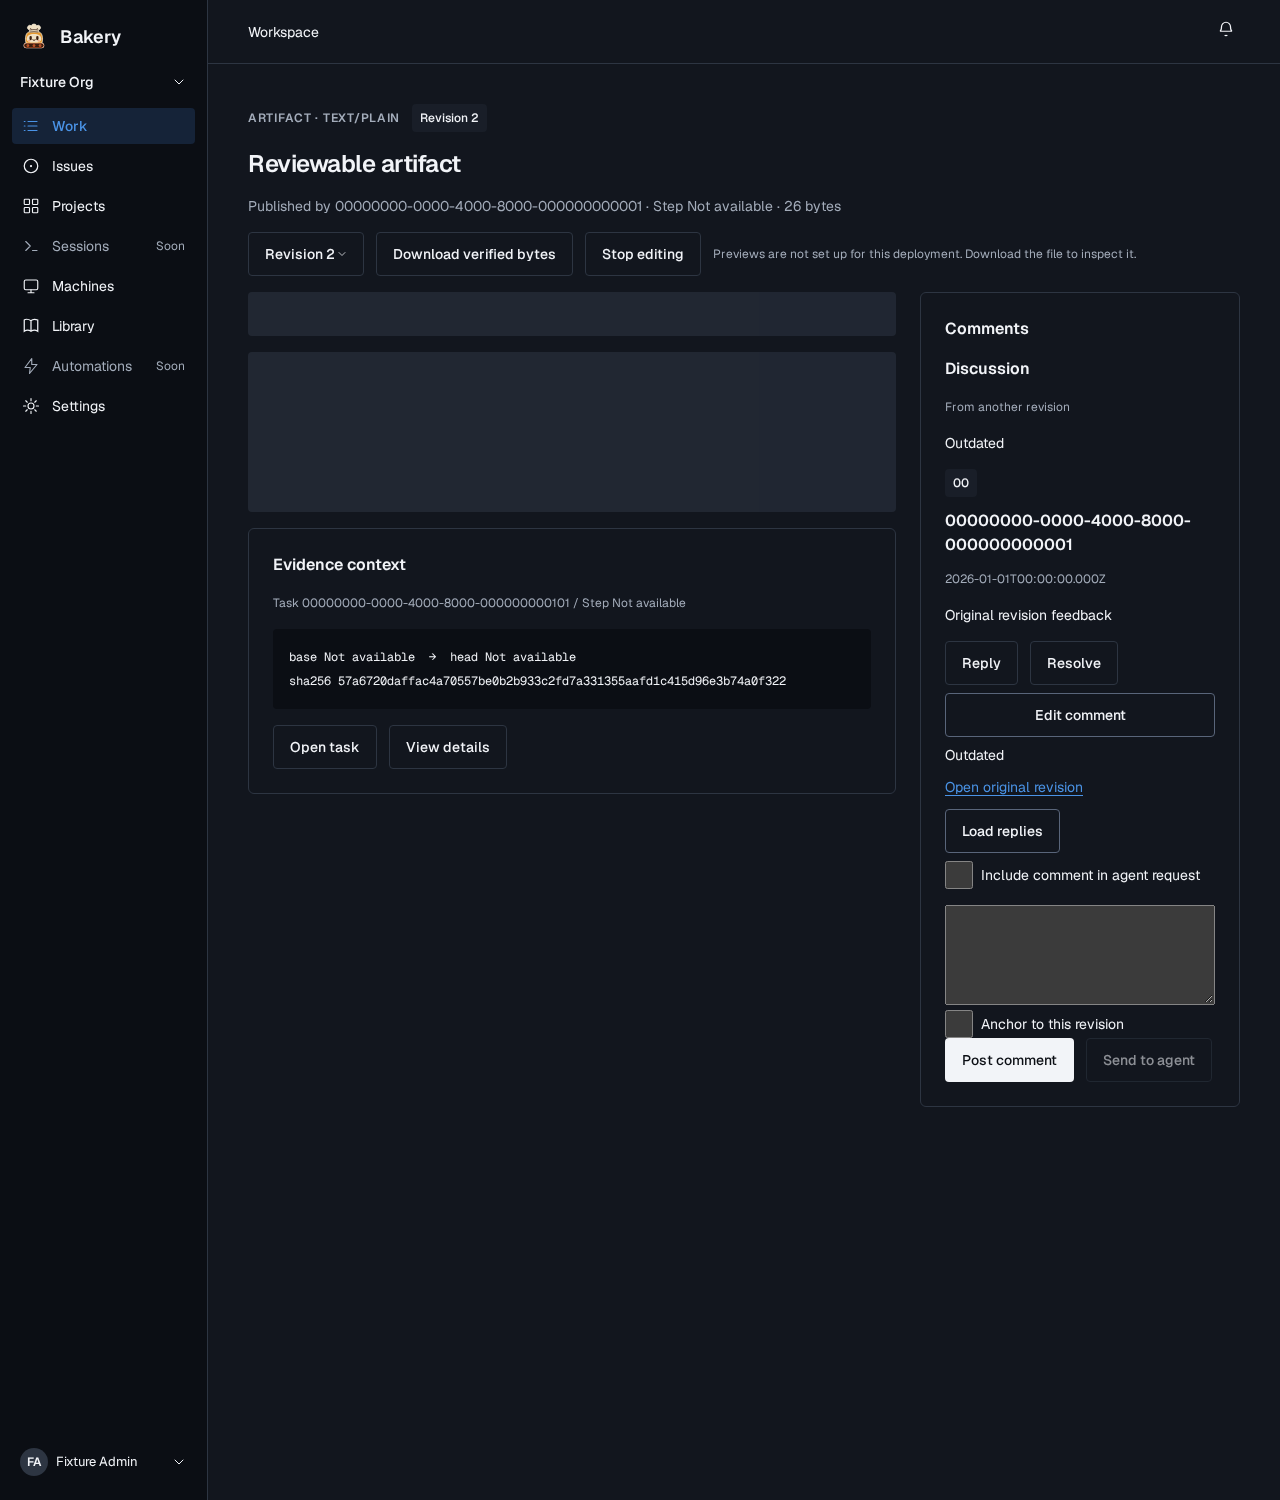 Bakery
Fixture Org
Work
Issues
Projects
Sessions Soon
Machines
Library
Automations Soon
Settings
FA Fixture Admin
Workspace
ARTIFACT · TEXT/PLAIN Revision 2
Reviewable artifact
Published by 00000000-0000-4000-8000-000000000001 · Step Not available · 26 bytes
Revision 2 Download verified bytes Stop editing Previews are not set up for this deployment. Download the file to inspect it.
Evidence context
Task 00000000-0000-4000-8000-000000000101 / Step Not available
base Not available → head Not available
sha256 57a6720daffac4a70557be0b2b933c2fd7a331355aafd1c415d96e3b74a0f322
Open task View details
Comments
Discussion
From another revision
Outdated
00
00000000-0000-4000-8000-
000000000001
2026-01-01T00:00:00.000Z
Original revision feedback
Reply Resolve
Edit comment
Outdated
Open original revision
Load replies
Include comment in agent request
Anchor to this revision
Post comment Send to agent